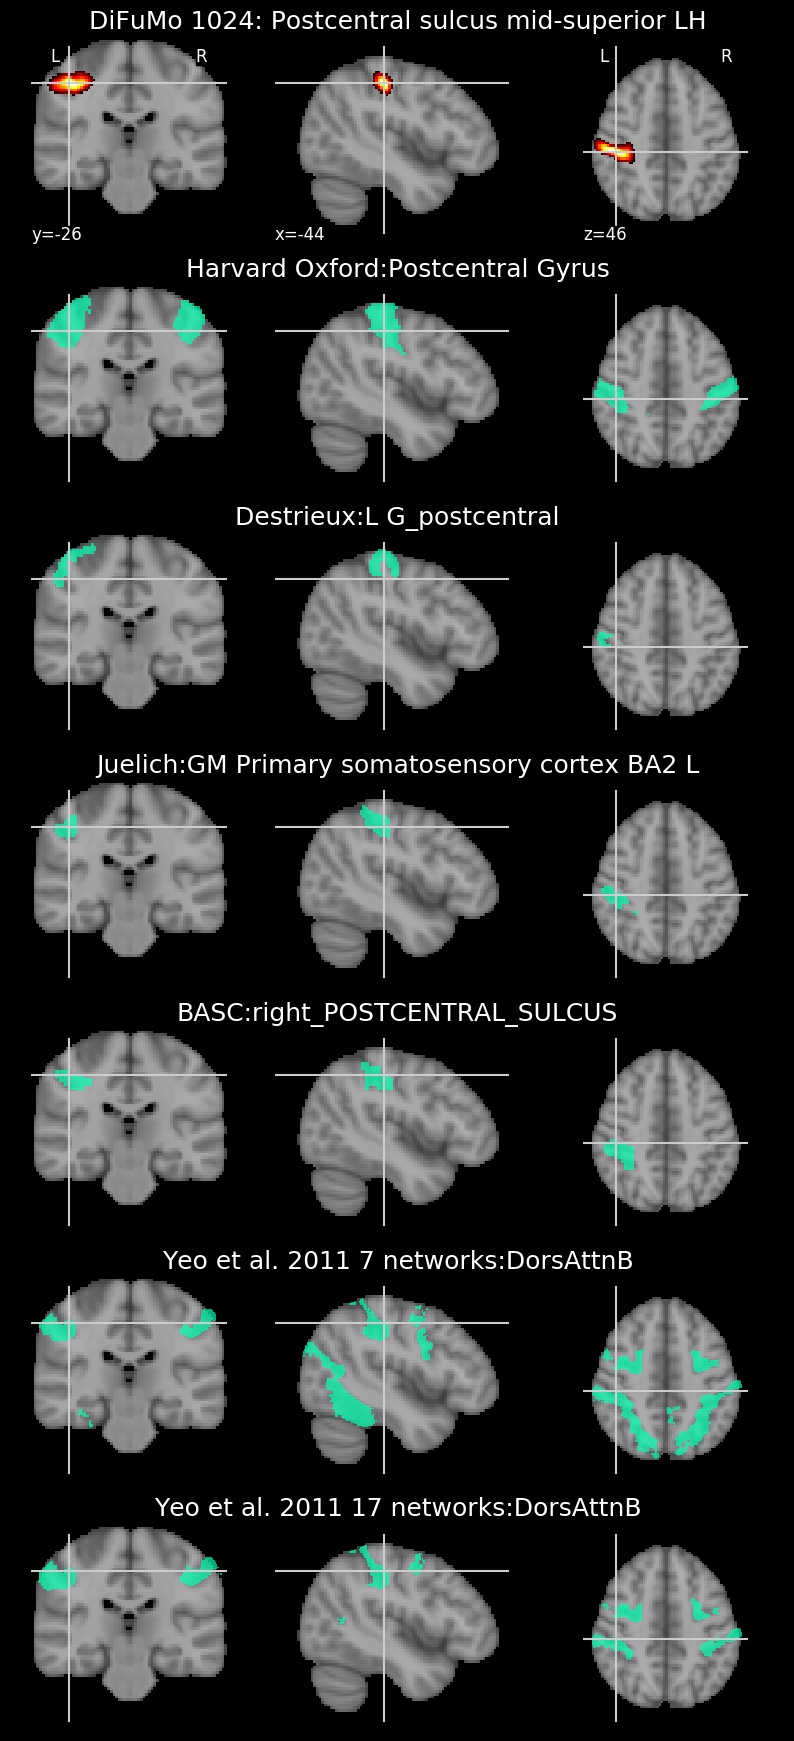 DiFuMo 1024: Postcentral sulcus mid-superior LH
L R L R
y=-26 x=-44 z=46
Harvard Oxford:Postcentral Gyrus
Destrieux:L G_postcentral
Juelich:GM Primary somatosensory cortex BA2 L
BASC:right_POSTCENTRAL_SULCUS
Yeo et al. 2011 7 networks:DorsAttnB
Yeo et al. 2011 17 networks:DorsAttnB